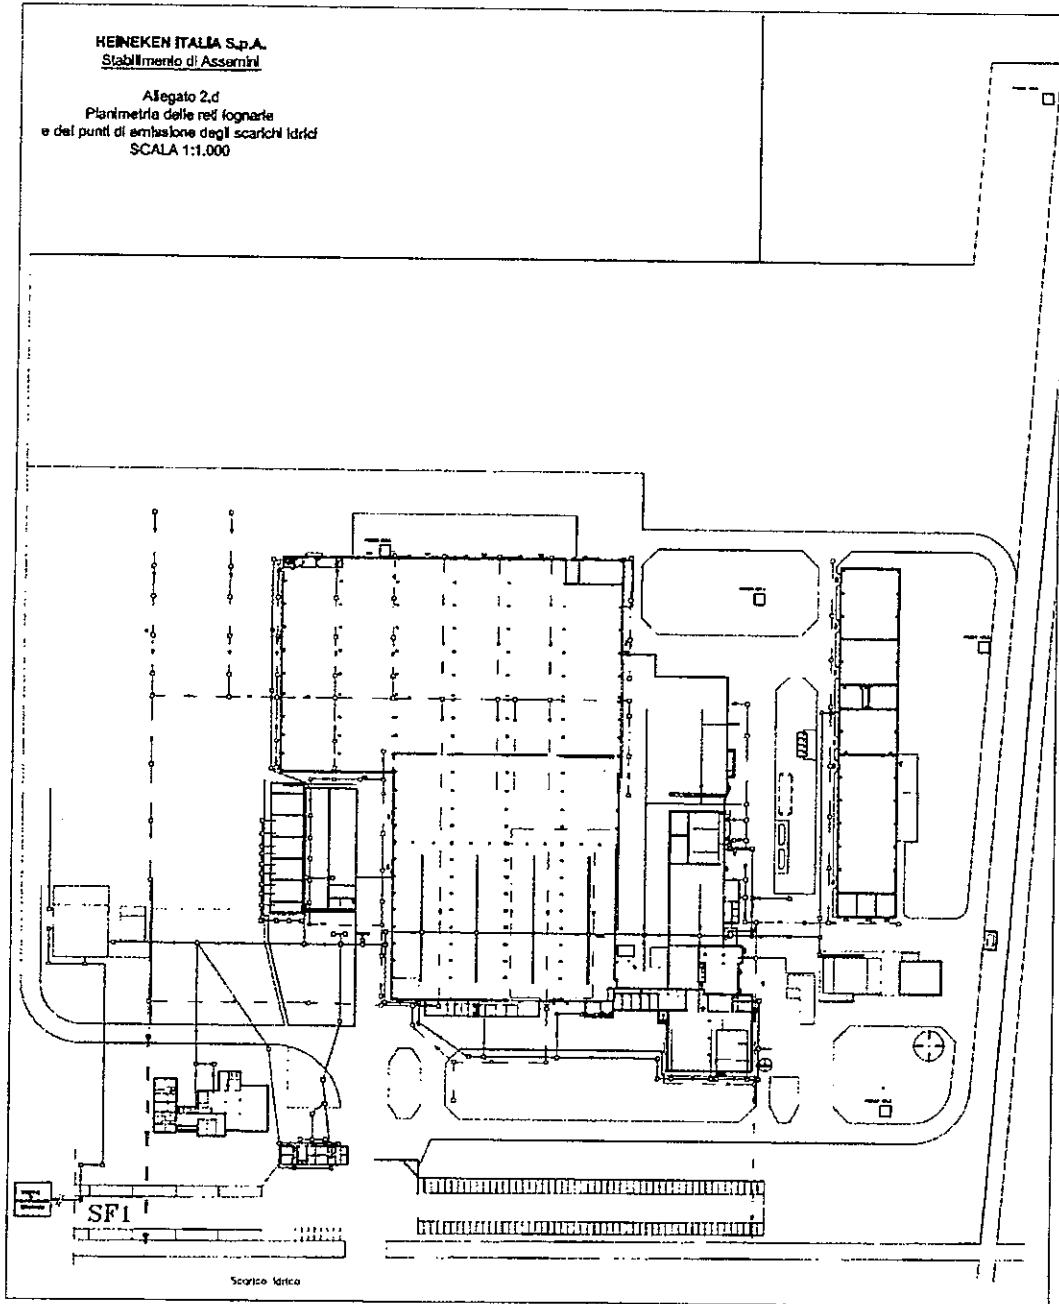 HEINEKEN ITALIA S.p.A.
Stabilimento di Assemini
Allegato 2.d
Planimetria delle reti fognarie
e dei punti di emissione degli scarichi idrici
SCALA 1:1.000
SF1
Scarico idrico